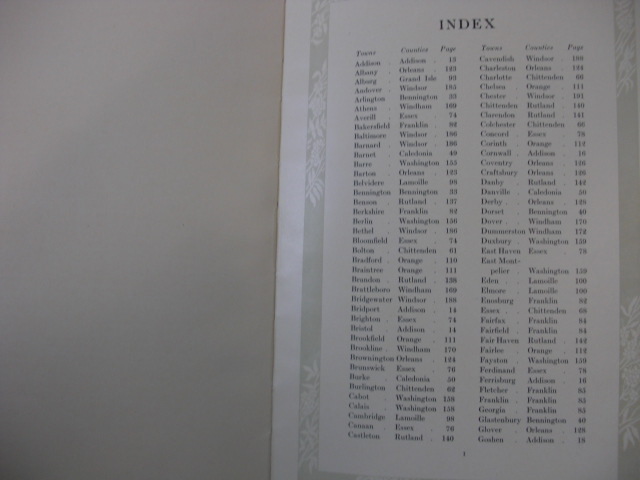 INDEX
Towns Counties Page
Addison Addison 13
Albany Orleans 123
Alburg Grand Isle 93
Andover Windsor 185
Arlington Bennington 33
Athens Windham 169
Averill Essex 74
Bakersfield Franklin 82
Baltimore Windsor 186
Barnard Windsor 186
Barnet Caledonia 49
Barre Washington 155
Barton Orleans 123
Belvidere Lamoille 98
Bennington Bennington 33
Benson Rutland 137
Berkshire Franklin 82
Berlin Washington 156
Bethel Windsor 186
Bloomfield Essex 74
Bolton Chittenden 61
Bradford Orange 110
Braintree Orange 111
Brandon Rutland 138
Brattleboro Windham 169
Bridgewater Windsor 188
Bridport Addison 14
Brighton Essex 74
Bristol Addison 14
Brookfield Orange 111
Brookline Windham 170
Brownington Orleans 124
Brunswick Essex 76
Burke Caledonia 50
Burlington Chittenden 62
Cabot Washington 158
Calais Washington 158
Cambridge Lamoille 98
Canaan Essex 76
Castleton Rutland 140
Towns Counties Page
Cavendish Windsor 188
Charleston Orleans 124
Charlotte Chittenden 66
Chelsea Orange 111
Chester Windsor 191
Chittenden Rutland 140
Clarendon Rutland 141
Colchester Chittenden 66
Concord Essex 78
Corinth Orange 112
Cornwall Addison 16
Coventry Orleans 126
Craftsbury Orleans 126
Danby Rutland 142
Danville Caledonia 50
Derby Orleans 128
Dorset Bennington 40
Dover Windham 170
Dummerston Windham 172
Duxbury Washington 159
East Haven Essex 78
East Mont-
pelier Washington 159
Eden Lamoille 100
Elmore Lamoille 100
Enosburg Franklin 82
Essex Chittenden 68
Fairfax Franklin 84
Fairfield Franklin 84
Fair Haven Rutland 142
Fairlee Orange 112
Fayston Washington 159
Ferdinand Essex 78
Ferrisburg Addison 16
Fletcher Franklin 85
Franklin Franklin 85
Georgia Franklin 85
Glastenbury Bennington 40
Glover Orleans 128
Goshen Addison 18
1